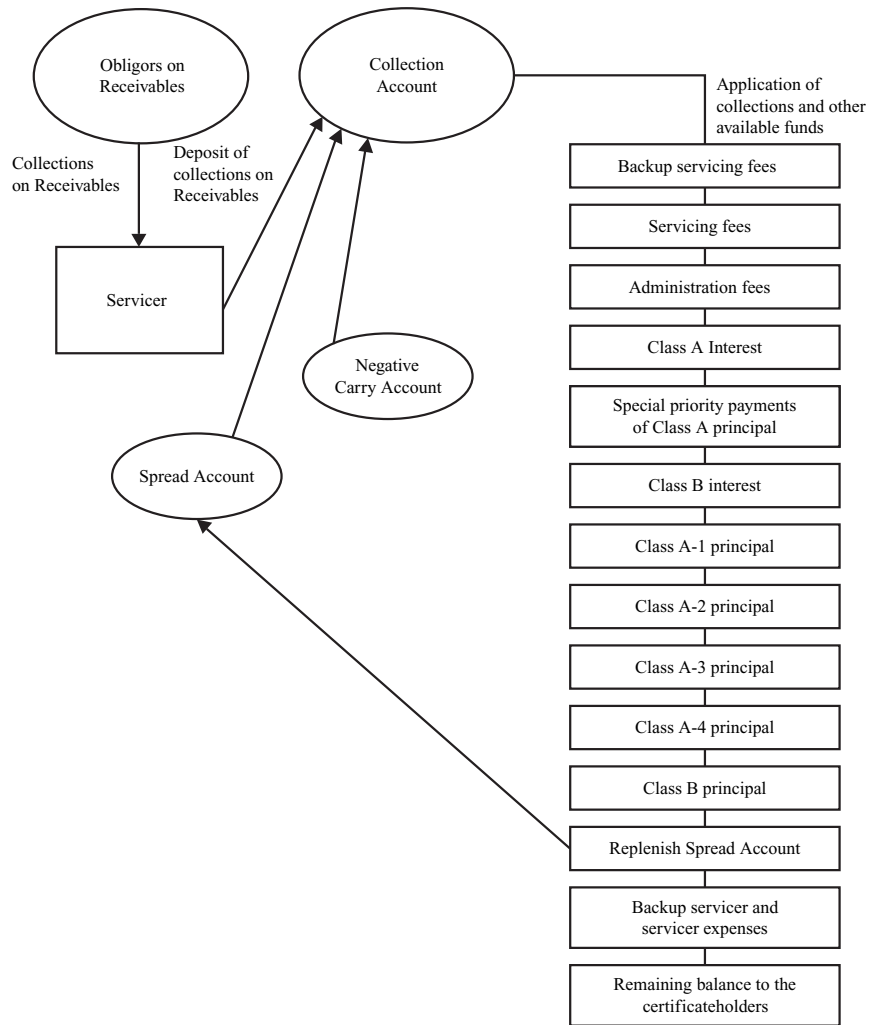 Obligors on
Receivables
Collection
Account
Application of
collections and other
available funds
Collections
on Receivables
Deposit of
collections on
Receivables
Servicer
Negative
Carry Account
Spread Account
Backup servicing fees
Servicing fees
Administration fees
Class A Interest
Special priority payments
of Class A principal
Class B interest
Class A-1 principal
Class A-2 principal
Class A-3 principal
Class A-4 principal
Class B principal
Replenish Spread Account
Backup servicer and
servicer expenses
Remaining balance to the
certificateholders